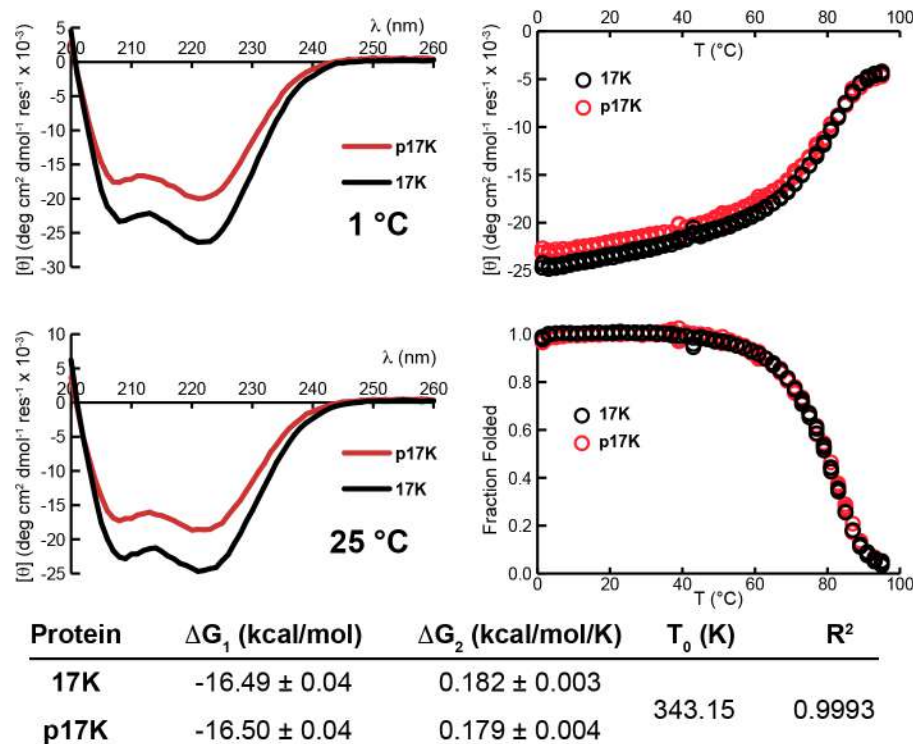 λ (nm)
200 210 220 230 240 250 260
5
0
-5
-10
-15
-20
-25
-30
[θ] (deg cm² dmol⁻¹ res⁻¹ x 10⁻³)
p17K
17K
1 °C
0 20 40 60 80 100
T (°C)
0
-5
-10
-15
-20
-25
[θ] (deg cm² dmol⁻¹ res⁻¹ x 10⁻³)
17K
p17K
10
5
0
-5
-10
-15
-20
-25
[θ] (deg cm² dmol⁻¹ res⁻¹ x 10⁻³)
λ (nm)
200 210 220 230 240 250 260
p17K
17K
25 °C
1.0
0.8
0.6
0.4
0.2
0.0
Fraction Folded
17K
p17K
0 20 40 60 80 100
T (°C)
Protein ΔG₁ (kcal/mol) ΔG₂ (kcal/mol/K) T₀ (K) R²
17K -16.49 ± 0.04 0.182 ± 0.003
343.15 0.9993
p17K -16.50 ± 0.04 0.179 ± 0.004